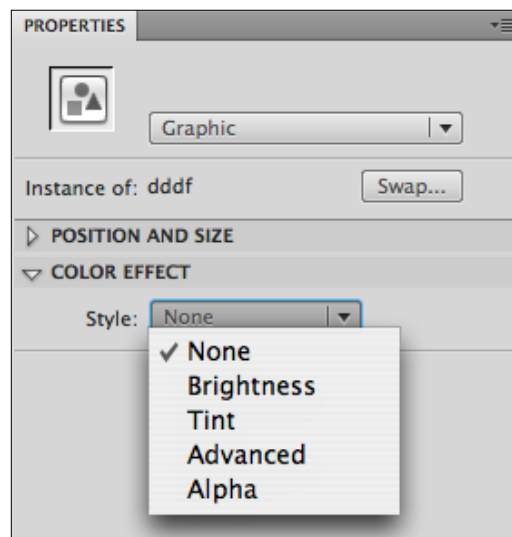 PROPERTIES
Graphic
Instance of: dddf Swap...
POSITION AND SIZE
COLOR EFFECT
Style: None
None
Brightness
Tint
Advanced
Alpha